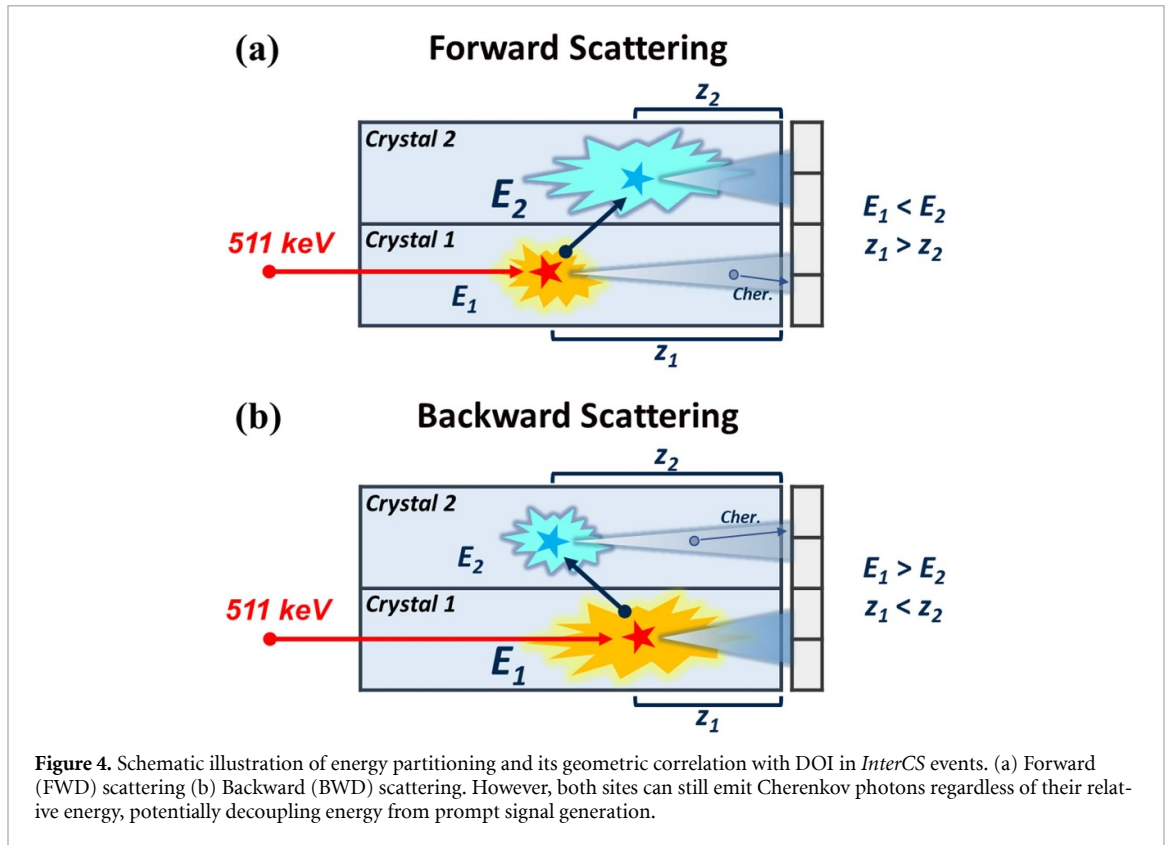 (a) Forward Scattering
z2
Crystal 2
E2
E1 < E2
z1 > z2
511 keV
Crystal 1
E1
Cher.
z1
(b) Backward Scattering
z2
Crystal 2
Cher.
E2
E1 > E2
z1 < z2
511 keV
Crystal 1
E1
z1
Figure 4. Schematic illustration of energy partitioning and its geometric correlation with DOI in InterCS events. (a) Forward
(FWD) scattering (b) Backward (BWD) scattering. However, both sites can still emit Cherenkov photons regardless of their relat-
ive energy, potentially decoupling energy from prompt signal generation.